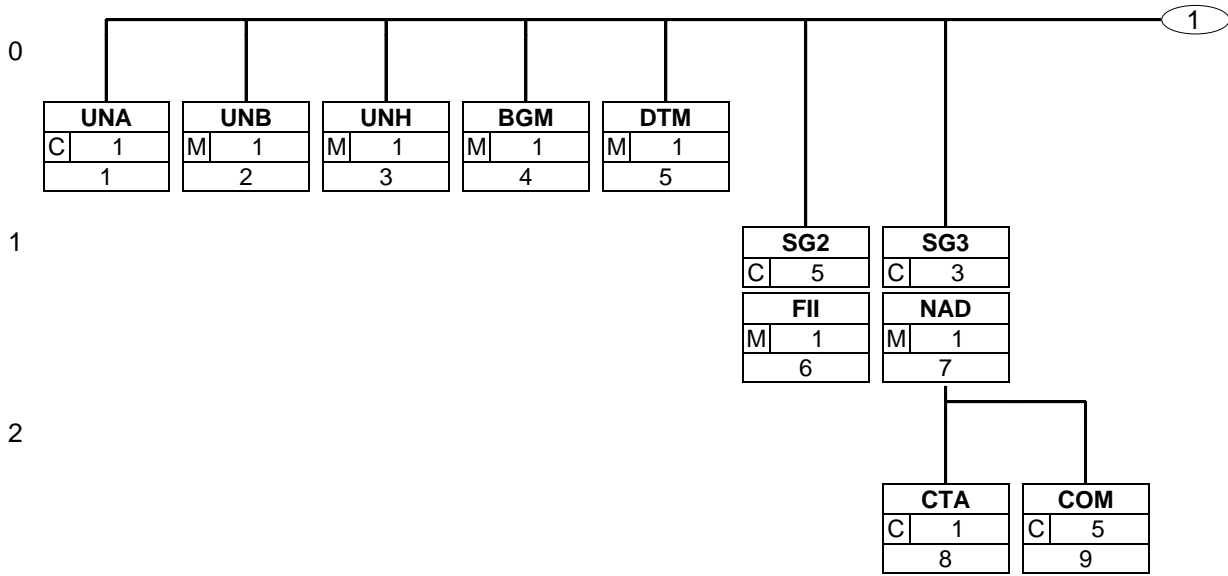 1
0
UNA UNB UNH BGM DTM
C 1 M 1 M 1 M 1 M 1
1 2 3 4 5
1
SG2 SG3
C 5 C 3
FII NAD
M 1 M 1
6 7
2
CTA COM
C 1 C 5
8 9